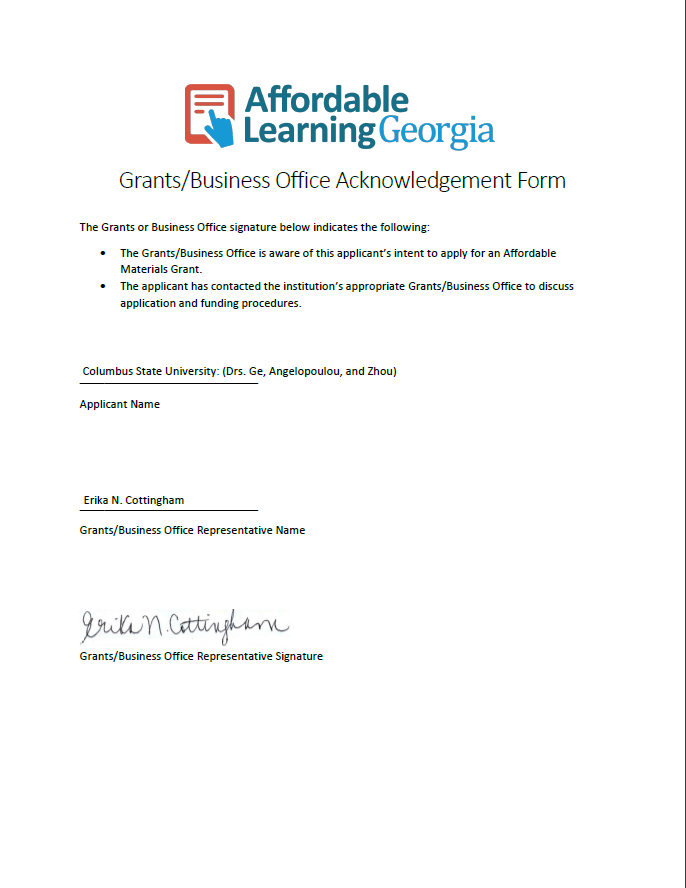 Affordable
Learning Georgia
Grants/Business Office Acknowledgement Form
The Grants or Business Office signature below indicates the following:
• The Grants/Business Office is aware of this applicant's intent to apply for an Affordable
Materials Grant.
• The applicant has contacted the institution's appropriate Grants/Business Office to discuss
application and funding procedures.
Columbus State University: (Drs. Ge, Angelopoulou, and Zhou)
Applicant Name
Erika N. Cottingham
Grants/Business Office Representative Name
Erika N. Cottingham
Grants/Business Office Representative Signature